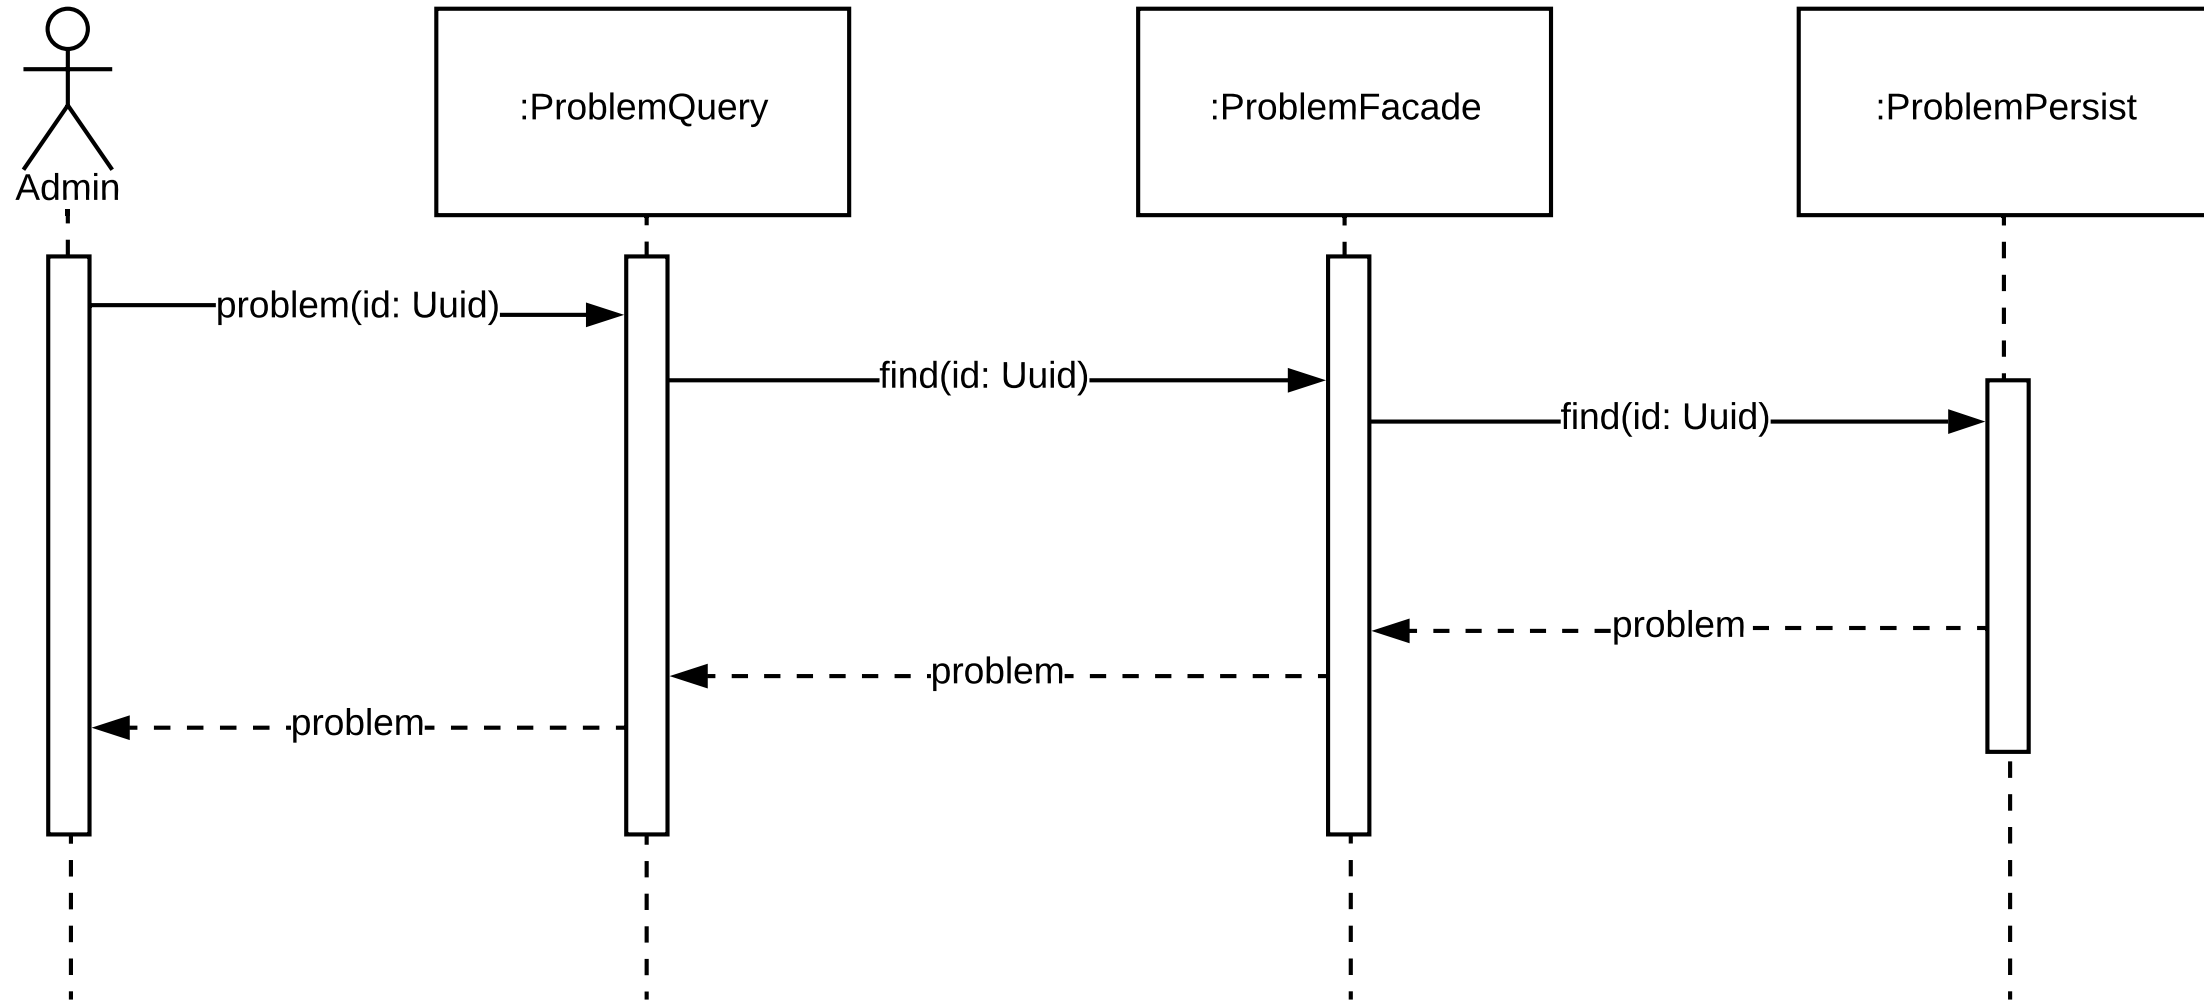 Admin
:ProblemQuery
:ProblemFacade
:ProblemPersist
problem(id: Uuid)
find(id: Uuid)
find(id: Uuid)
problem
problem
problem